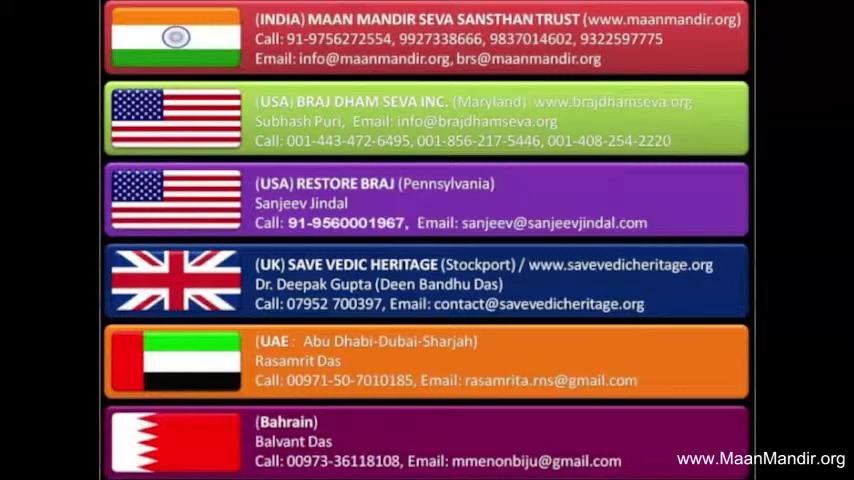 (INDIA) MAAN MANDIR SEVA SANSTHAN TRUST (www.maanmandir.org)
Call: 91-9756272554, 9927338666, 9837014602, 9322597775
Email: info@maanmandir.org, brs@maanmandir.org
(USA) BRAJ DHAM SEVA INC. (Maryland) www.brajdhamseva.org
Subhash Puri, Email: info@brajdhamseva.org
Call: 001-443-472-6495, 001-856-217-5446, 001-408-254-2220
(USA) RESTORE BRAJ (Pennsylvania)
Sanjeev Jindal
Call: 91-9560001967, Email: sanjeev@sanjeevjindal.com
(UK) SAVE VEDIC HERITAGE (Stockport) / www.savevedicheritage.org
Dr. Deepak Gupta (Deen Bandhu Das)
Call: 07952 700397, Email: contact@savevedicheritage.org
(UAE : Abu Dhabi-Dubai-Sharjah)
Rasamrit Das
Call: 00971-50-7010185, Email: rasamrita.rns@gmail.com
(Bahrain)
Balvant Das
Call: 00973-36118108, Email: mmenonbiju@gmail.com
www.MaanMandir.org